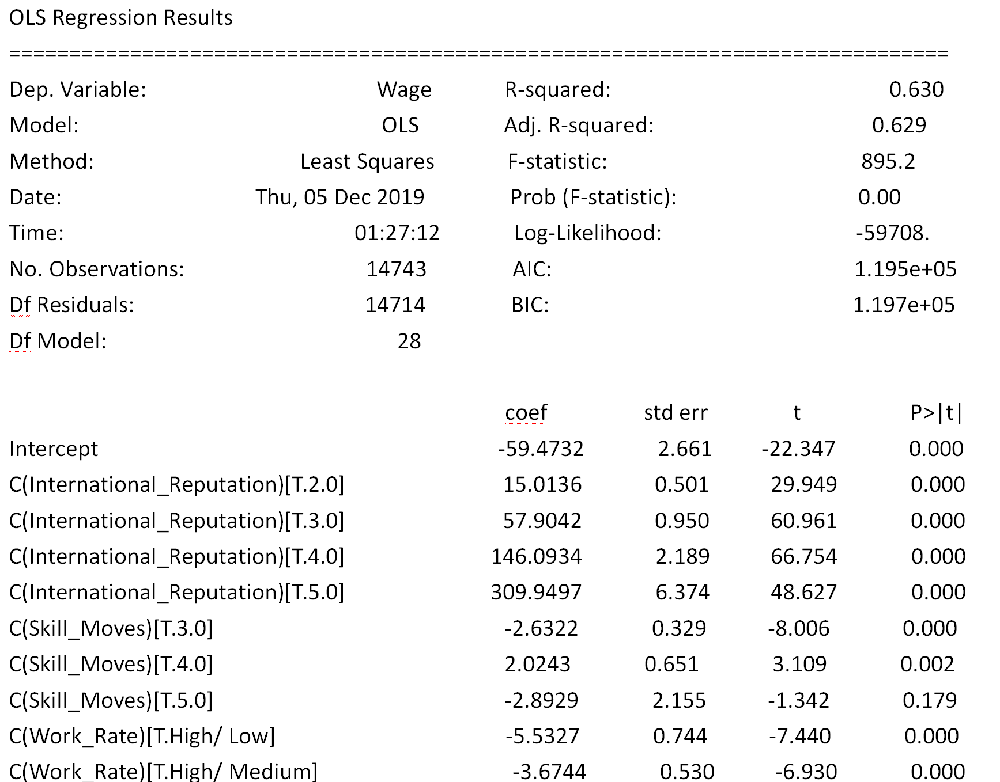 OLS Regression Results
==============================================================================
Dep. Variable: Wage R-squared: 0.630
Model: OLS Adj. R-squared: 0.629
Method: Least Squares F-statistic: 895.2
Date: Thu, 05 Dec 2019 Prob (F-statistic): 0.00
Time: 01:27:12 Log-Likelihood: -59708.
No. Observations: 14743 AIC: 1.195e+05
Df Residuals: 14714 BIC: 1.197e+05
Df Model: 28
coef std err t P>|t|
Intercept -59.4732 2.661 -22.347 0.000
C(International_Reputation)[T.2.0] 15.0136 0.501 29.949 0.000
C(International_Reputation)[T.3.0] 57.9042 0.950 60.961 0.000
C(International_Reputation)[T.4.0] 146.0934 2.189 66.754 0.000
C(International_Reputation)[T.5.0] 309.9497 6.374 48.627 0.000
C(Skill_Moves)[T.3.0] -2.6322 0.329 -8.006 0.000
C(Skill_Moves)[T.4.0] 2.0243 0.651 3.109 0.002
C(Skill_Moves)[T.5.0] -2.8929 2.155 -1.342 0.179
C(Work_Rate)[T.High/ Low] -5.5327 0.744 -7.440 0.000
C(Work_Rate)[T.High/ Medium] -3.6744 0.530 -6.930 0.000